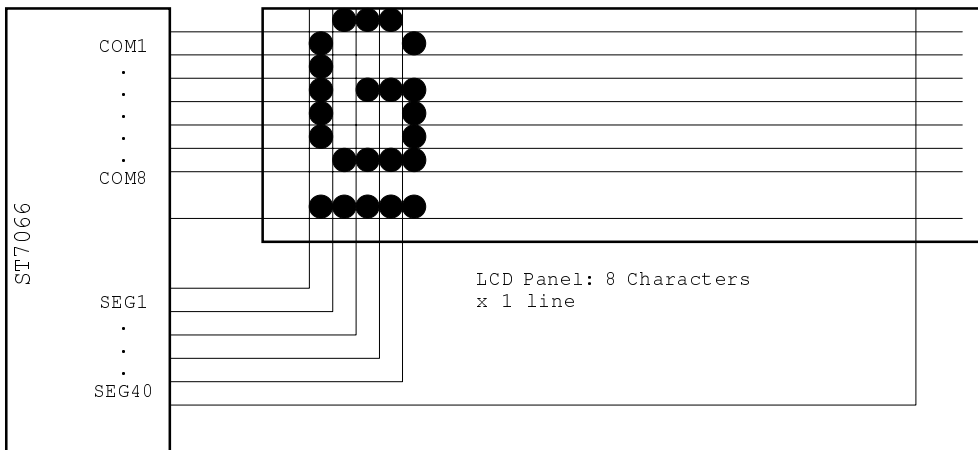 COM1
COM8
ST7066
SEG1
SEG40
LCD Panel: 8 Characters
x 1 line